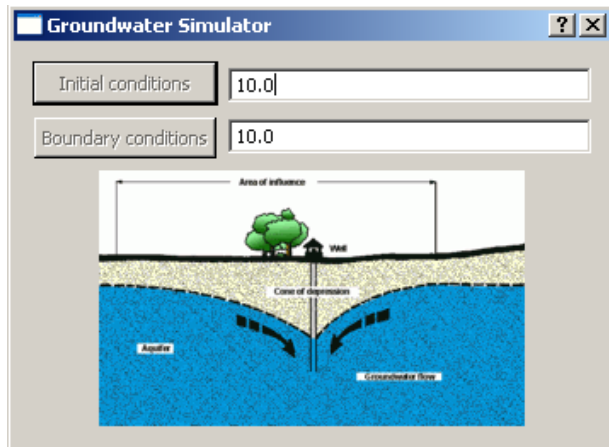 Groundwater Simulator
Initial conditions
10.0
Boundary conditions
10.0
Area of influence
Well
Cone of depression
Aquifer
Groundwater flow